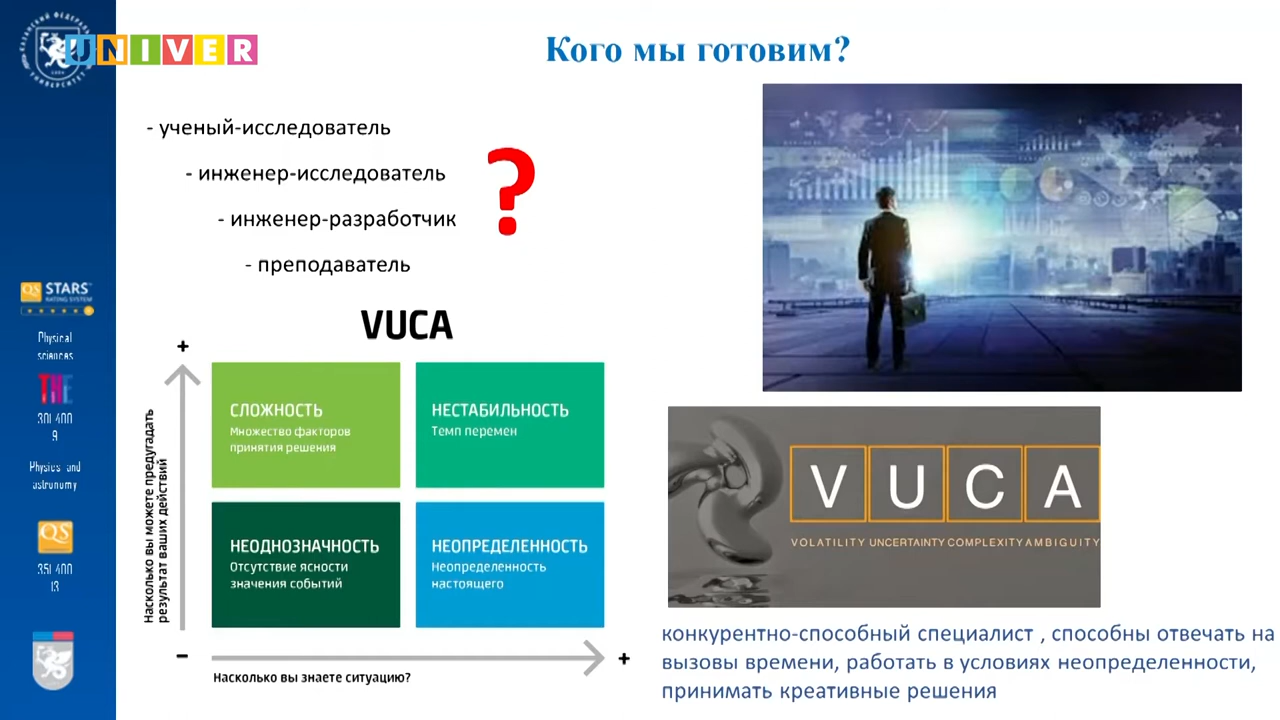 UNIVER
Кого мы готовим?
- ученый-исследователь
- инженер-исследователь
- инженер-разработчик
- преподаватель
?
QS STARS
RATING SYSTEM
Physical
sciences
THE
301-400
9
Physics and
astronomy
QS
351-400
13
VUCA
+
Насколько вы можете предугадать
результат ваших действий
СЛОЖНОСТЬ
Множество факторов
принятия решения
НЕСТАБИЛЬНОСТЬ
Темп перемен
НЕОДНОЗНАЧНОСТЬ
Отсутствие ясности
значения событий
НЕОПРЕДЕЛЕННОСТЬ
Неопределенность
настоящего
–
+
Насколько вы знаете ситуацию?
V U C A
VOLATILITY UNCERTAINTY COMPLEXITY AMBIGUITY
конкурентно-способный специалист , способны отвечать на
вызовы времени, работать в условиях неопределенности,
принимать креативные решения